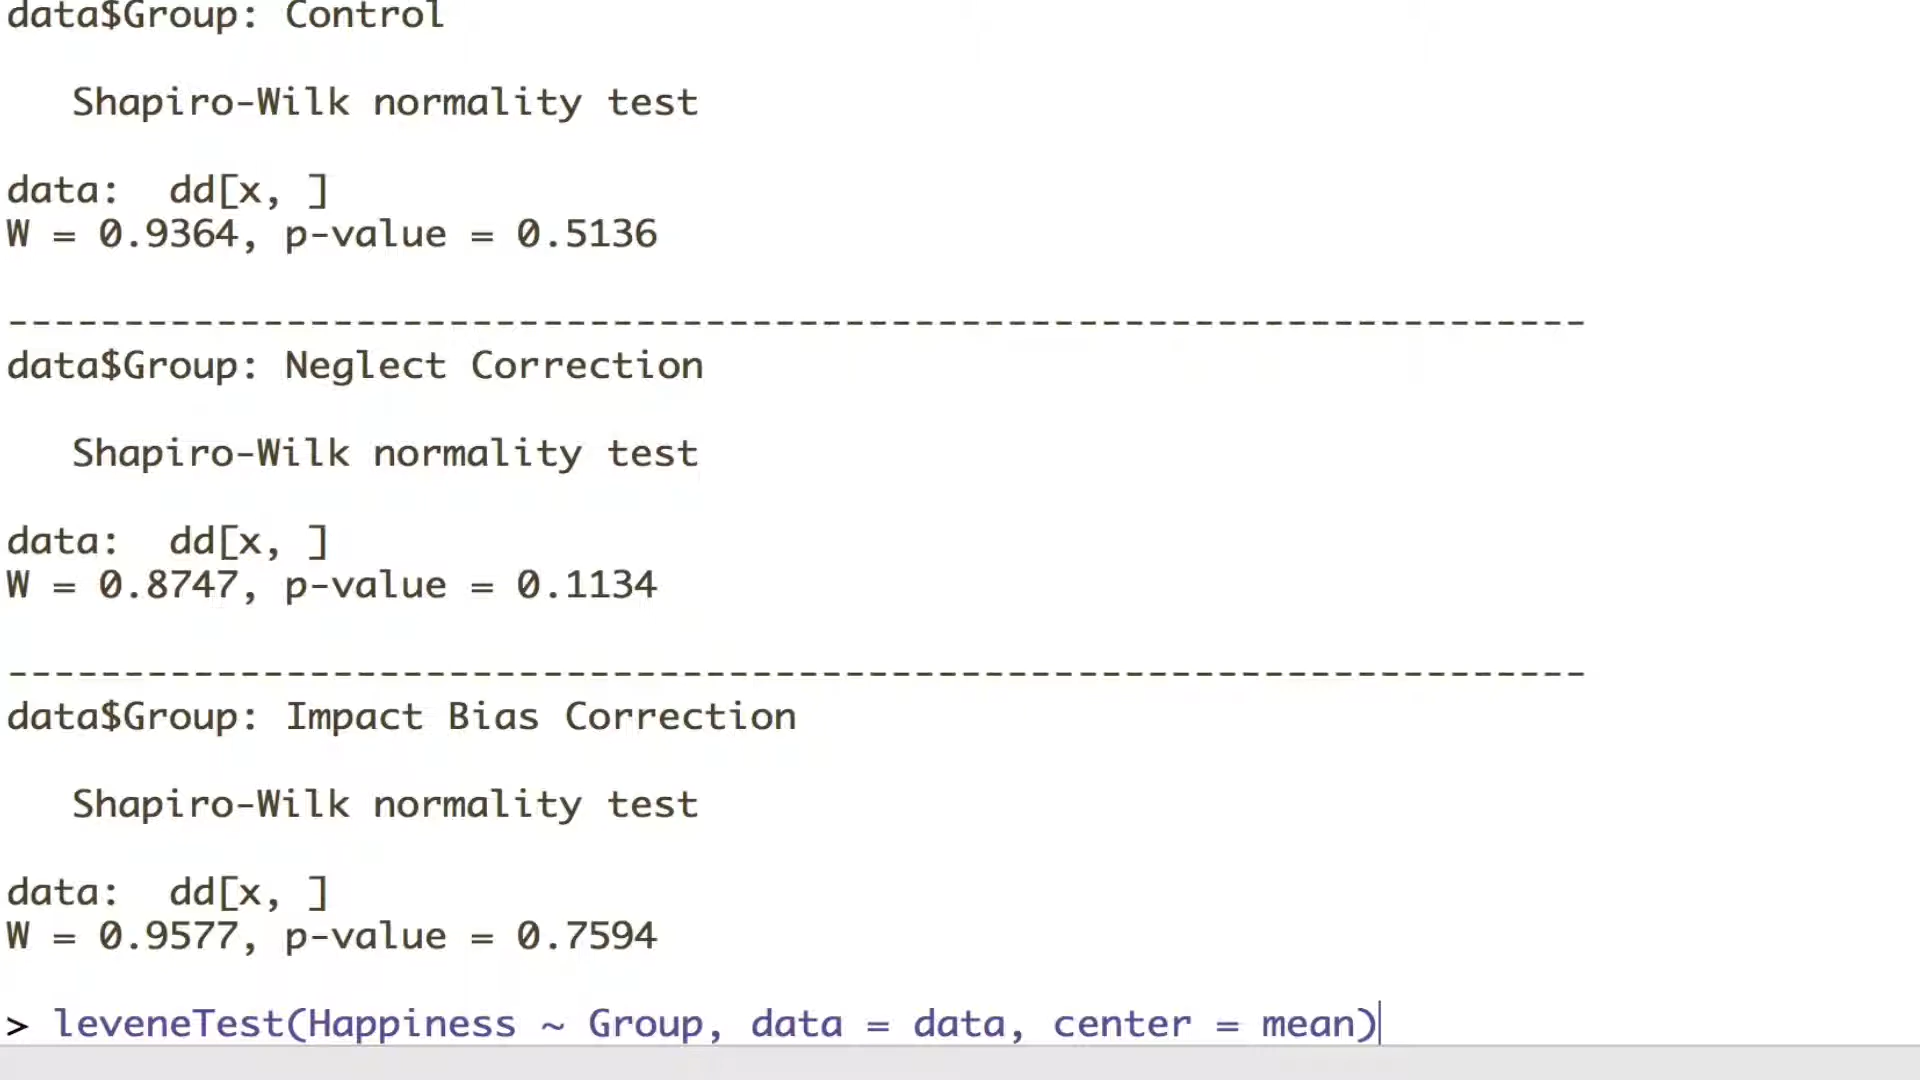 data$Group: Control
Shapiro-Wilk normality test
data:  dd[x, ]
W = 0.9364, p-value = 0.5136
--------------------------------------------------------------------
data$Group: Neglect Correction
Shapiro-Wilk normality test
data:  dd[x, ]
W = 0.8747, p-value = 0.1134
--------------------------------------------------------------------
data$Group: Impact Bias Correction
Shapiro-Wilk normality test
data:  dd[x, ]
W = 0.9577, p-value = 0.7594
> leveneTest(Happiness ~ Group, data = data, center = mean)